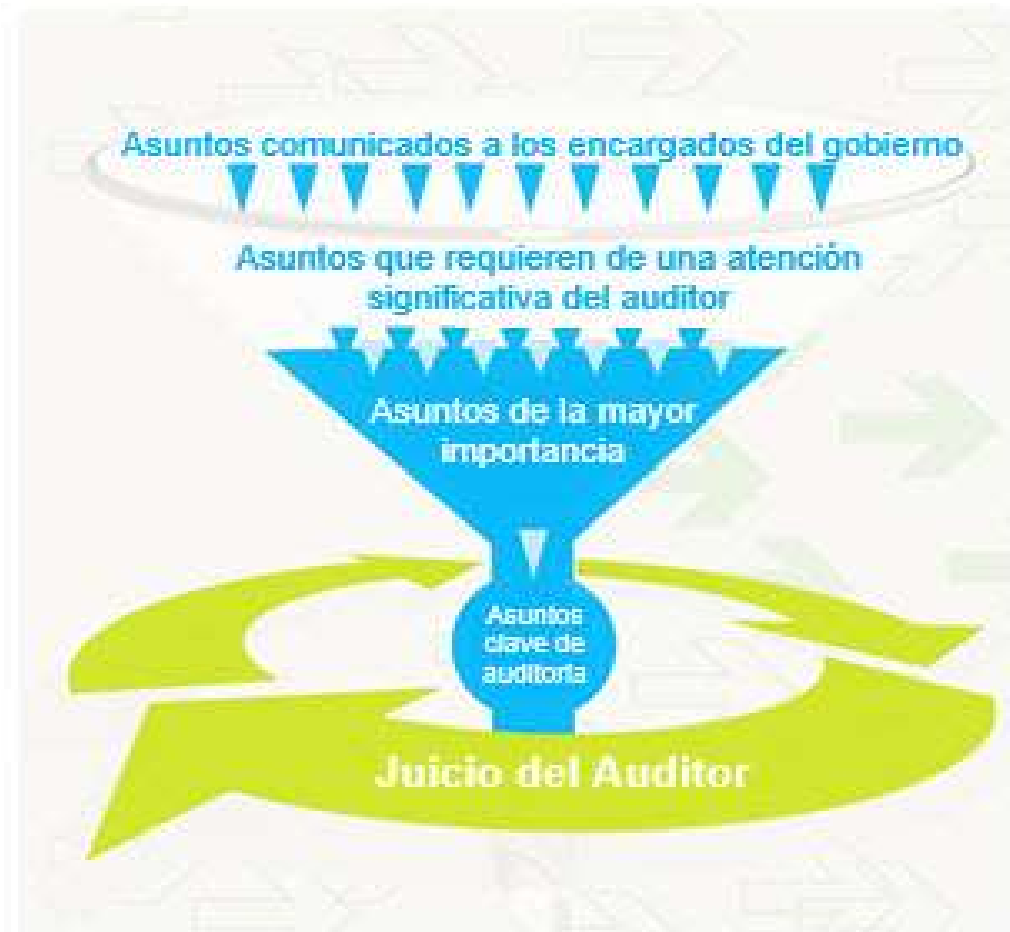 Asuntos comunicados a los encargados del gobierno
Asuntos que requieren de una atención
significativa del auditor
Asuntos de la mayor
importancia
Asuntos
clave de
auditoría
Juicio del Auditor